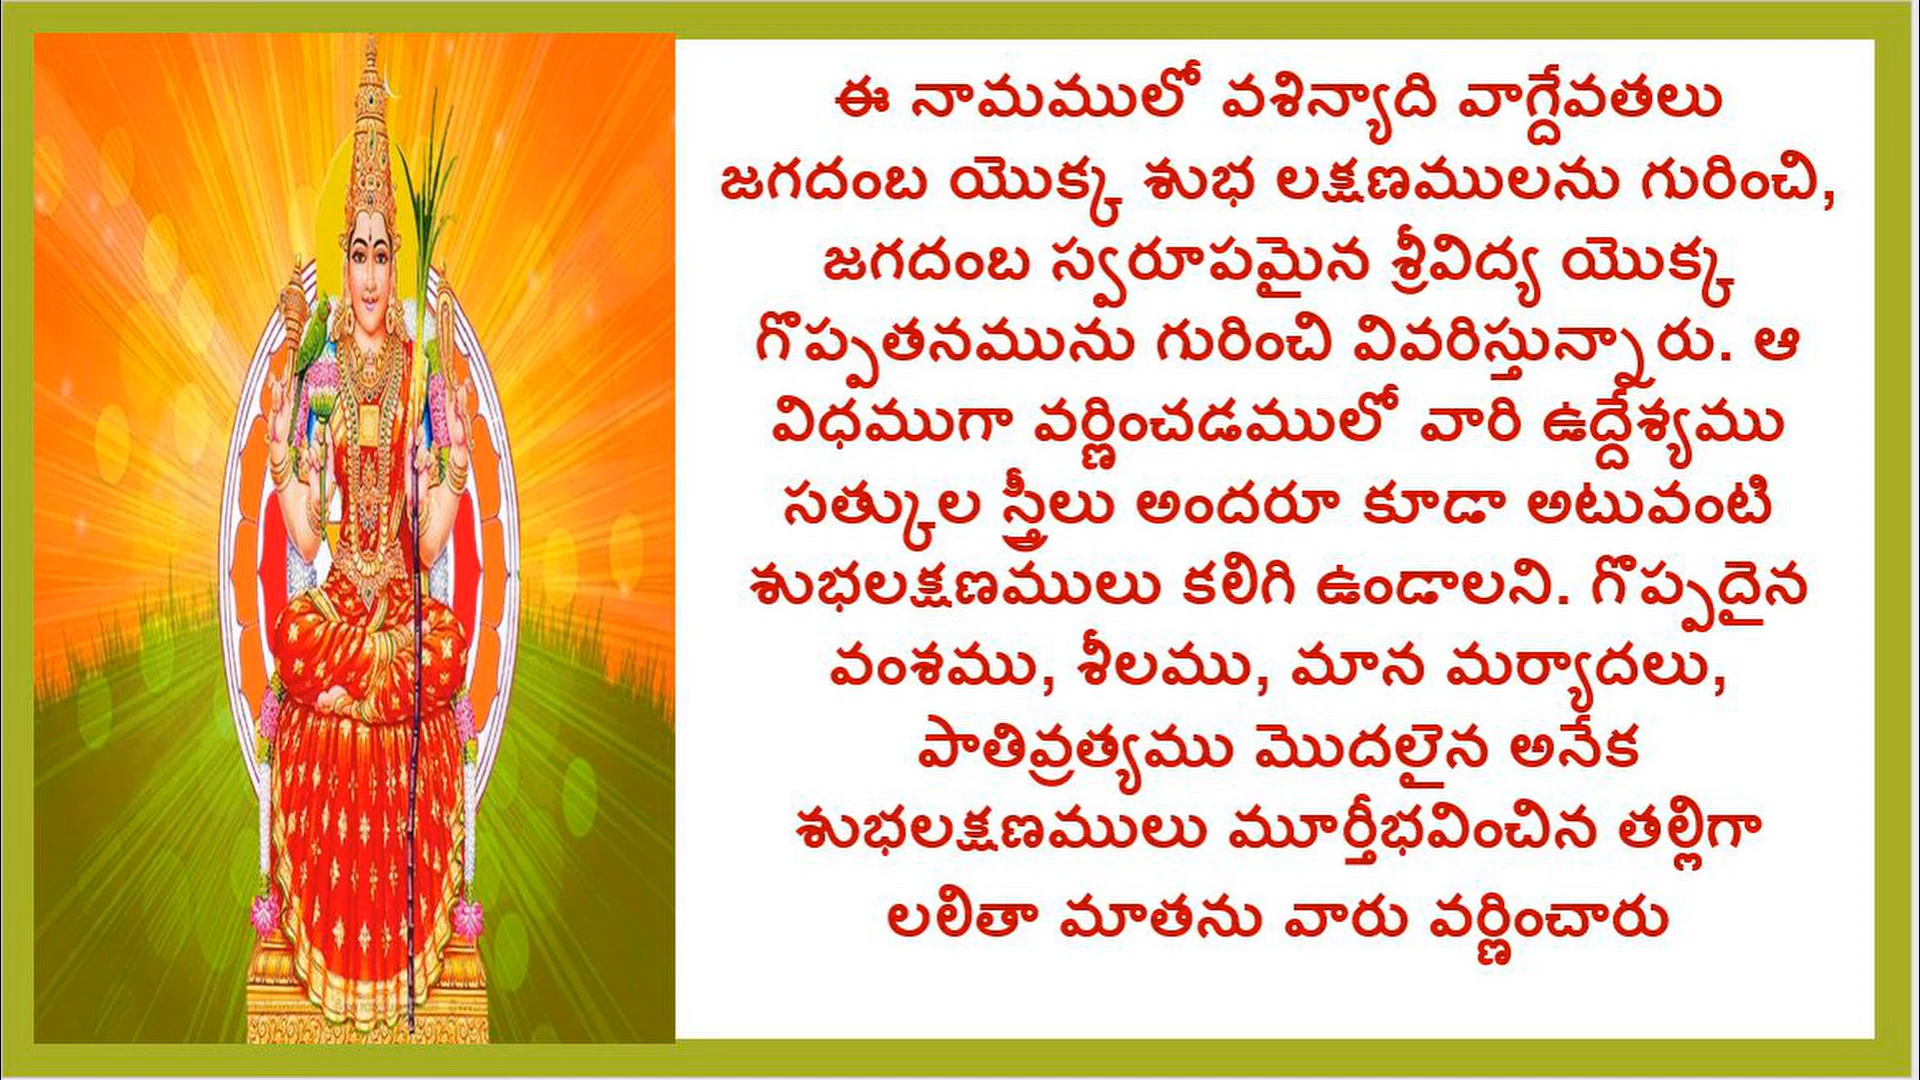 ఈ నామములో వశిన్యాది వాగ్దేవతలు
జగదంబ యొక్క శుభ లక్షణములను గురించి,
జగదంబ స్వరూపమైన శ్రీవిద్య యొక్క
గొప్పతనమును గురించి వివరిస్తున్నారు. ఆ
విధముగా వర్ణించడములో వారి ఉద్దేశ్యము
సత్కుల స్త్రీలు అందరూ కూడా అటువంటి
శుభలక్షణములు కలిగి ఉండాలని. గొప్పదైన
వంశము, శీలము, మాన మర్యాదలు,
పాతివ్రత్యము మొదలైన అనేక
శుభలక్షణములు మూర్తీభవించిన తల్లిగా
లలితా మాతను వారు వర్ణించారు